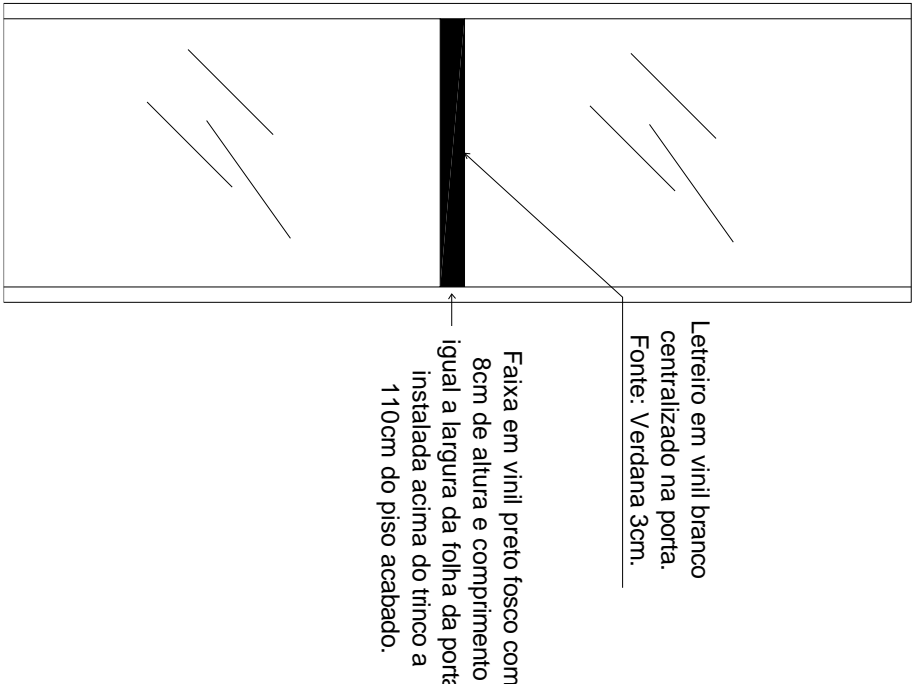 Letreiro em vinil branco
centralizado na porta.
Fonte: Verdana 3cm.
Faixa em vinil preto fosco com
8cm de altura e comprimento
igual a largura da folha da porta
instalada acima do trinco a
110cm do piso acabado.